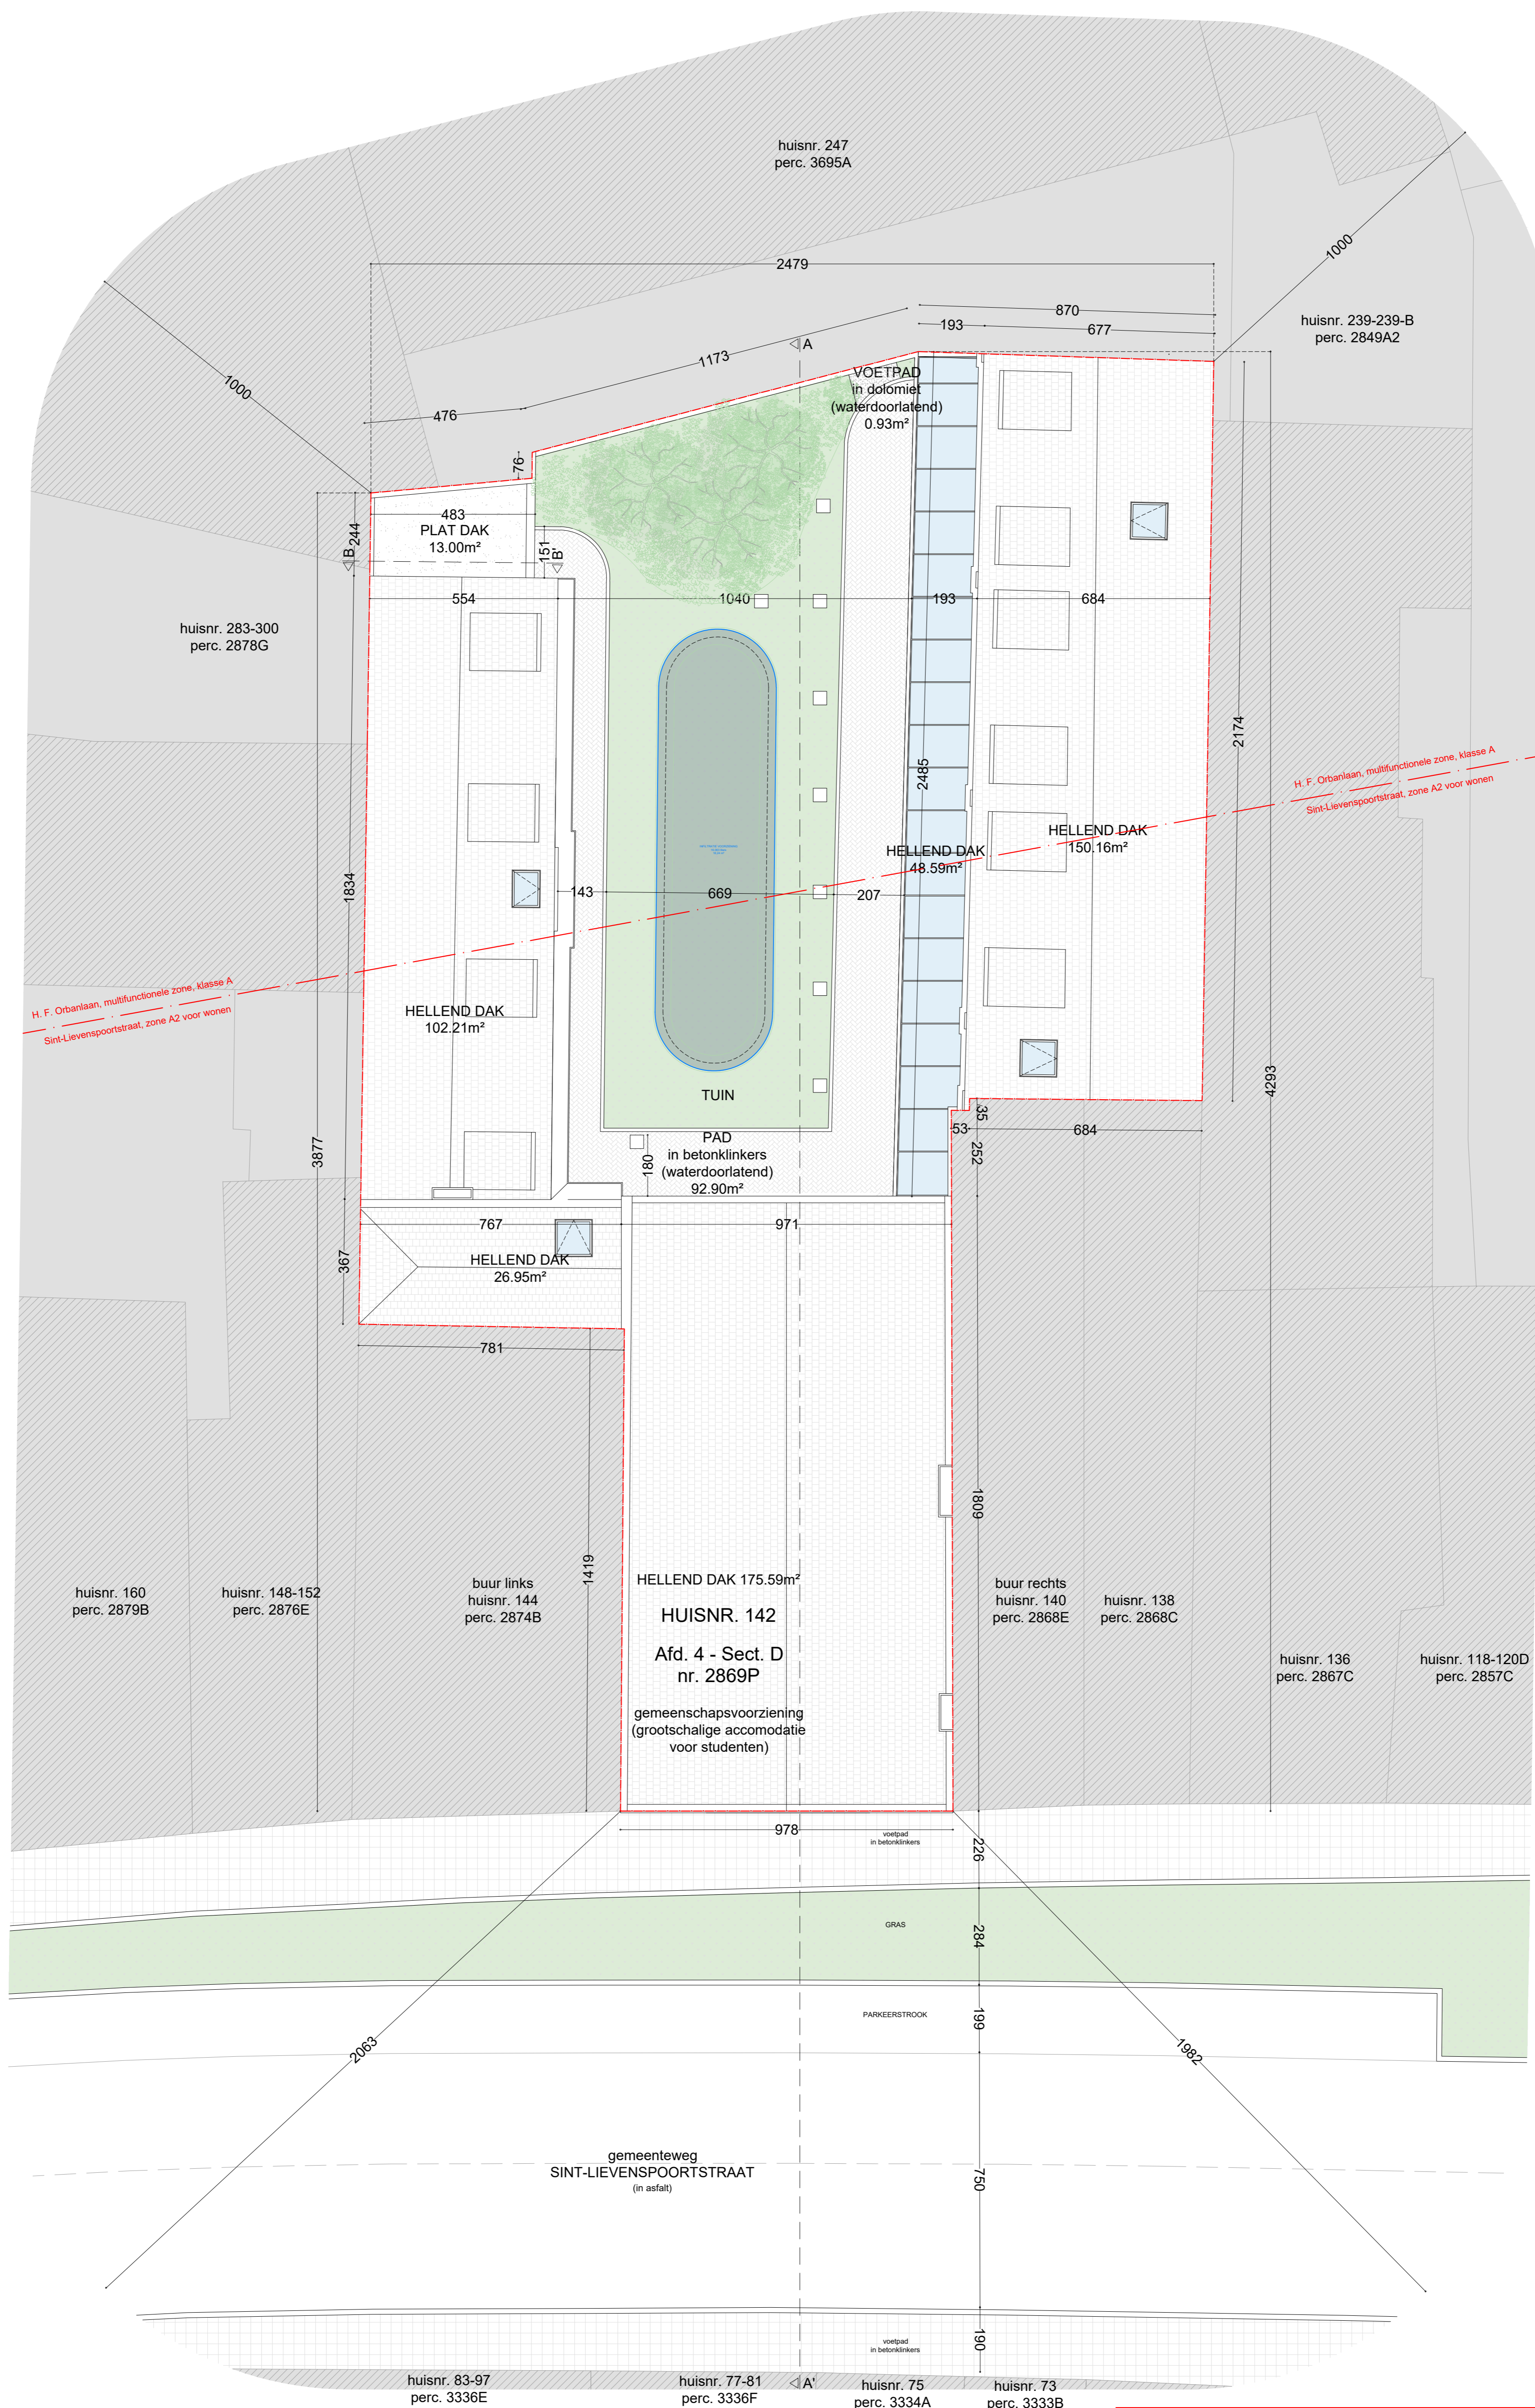 huisnr. 247
perc. 3695A
2479
1000
1000
870
193
677
huisnr. 239-239-B
perc. 2849A2
A
1173
476
VOETPAD
in dolomiet
(waterdoorlatend)
0.93m²
76
244
483
PLAT DAK
13.00m²
151
B
B'
554
1040
193
684
huisnr. 283-300
perc. 2878G
2174
2485
H. F. Orbanlaan, multifunctionele zone, klasse A
Sint-Lievenspoortstraat, zone A2 voor wonen
HELLEND DAK
150.16m²
HELLEND DAK
48.59m²
1834
143
669
207
H. F. Orbanlaan, multifunctionele zone, klasse A
Sint-Lievenspoortstraat, zone A2 voor wonen
HELLEND DAK
102.21m²
TUIN
4293
35
53
684
3877
PAD
in betonklinkers
(waterdoorlatend)
92.90m²
180
252
767
971
367
HELLEND DAK
26.95m²
781
1809
1419
HELLEND DAK 175.59m²
huisnr. 160
perc. 2879B
huisnr. 148-152
perc. 2876E
buur links
huisnr. 144
perc. 2874B
HUISNR. 142
Afd. 4 - Sect. D
nr. 2869P
buur rechts
huisnr. 140
perc. 2868E
huisnr. 138
perc. 2868C
huisnr. 136
perc. 2867C
huisnr. 118-120D
perc. 2857C
gemeenschapsvoorziening
(grootschalige accomodatie
voor studenten)
978
voetpad
in betonklinkers
226
GRAS
284
PARKEERSTROOK
199
2063
1982
gemeenteweg
SINT-LIEVENSPOORTSTRAAT
(in asfalt)
750
voetpad
in betonklinkers
190
huisnr. 83-97
perc. 3336E
huisnr. 77-81
perc. 3336F
A'
huisnr. 75
perc. 3334A
huisnr. 73
perc. 3333B